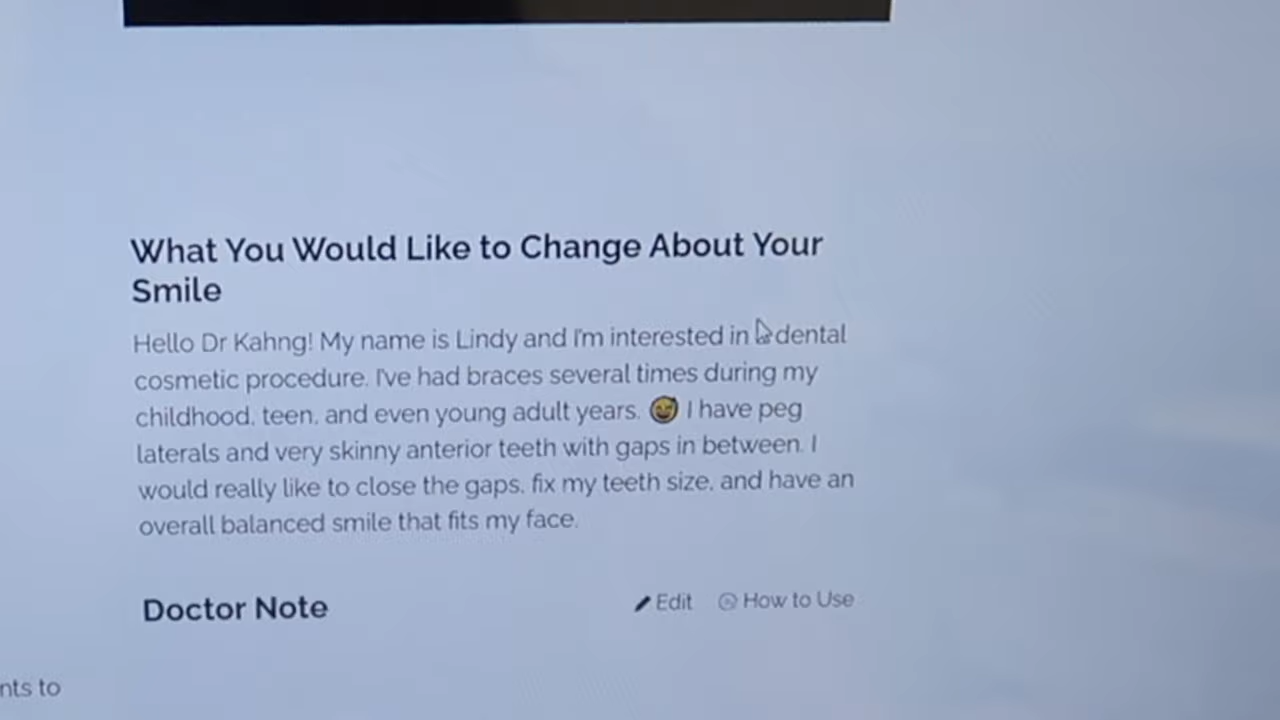 What You Would Like to Change About Your
Smile
Hello Dr Kahng! My name is Lindy and I'm interested in dental
cosmetic procedure. I've had braces several times during my
childhood, teen, and even young adult years. 😅 I have peg
laterals and very skinny anterior teeth with gaps in between. I
would really like to close the gaps, fix my teeth size, and have an
overall balanced smile that fits my face.
Doctor Note
Edit How to Use
nts to